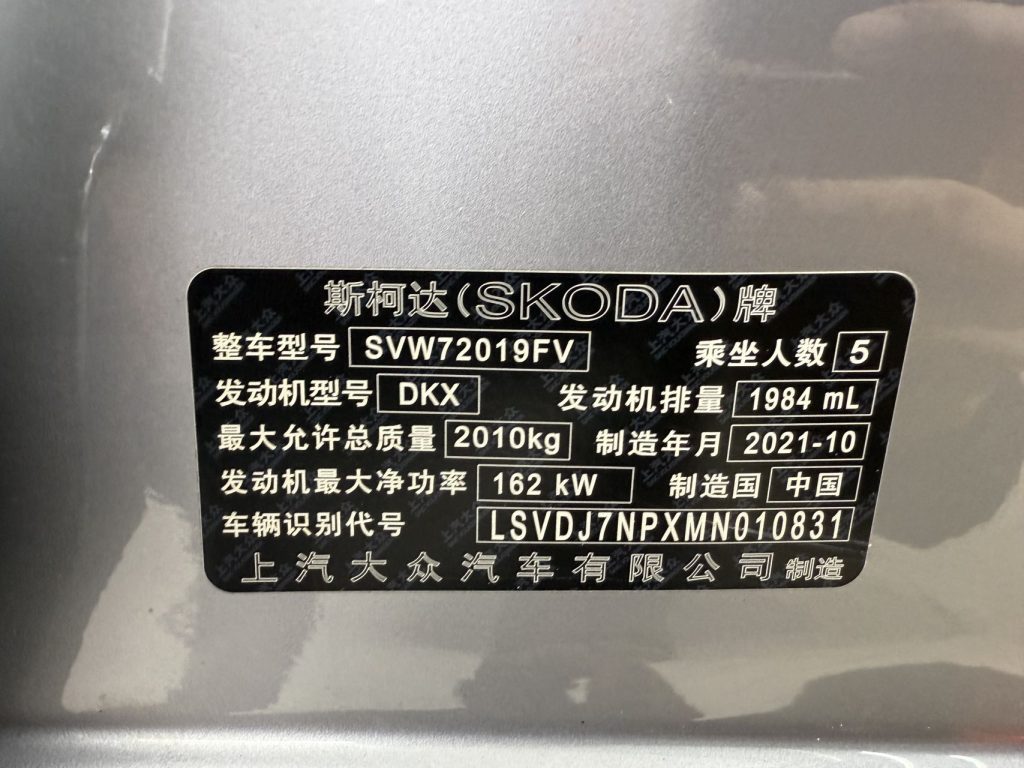 斯柯达(SKODA)牌
整车型号 SVW72019FV 乘坐人数 5
发动机型号 DKX 发动机排量 1984 mL
最大允许总质量 2010kg 制造年月 2021-10
发动机最大净功率 162 kW 制造国 中国
车辆识别代号 LSVDJ7NPXMN010831
上汽大众汽车有限公司 制造